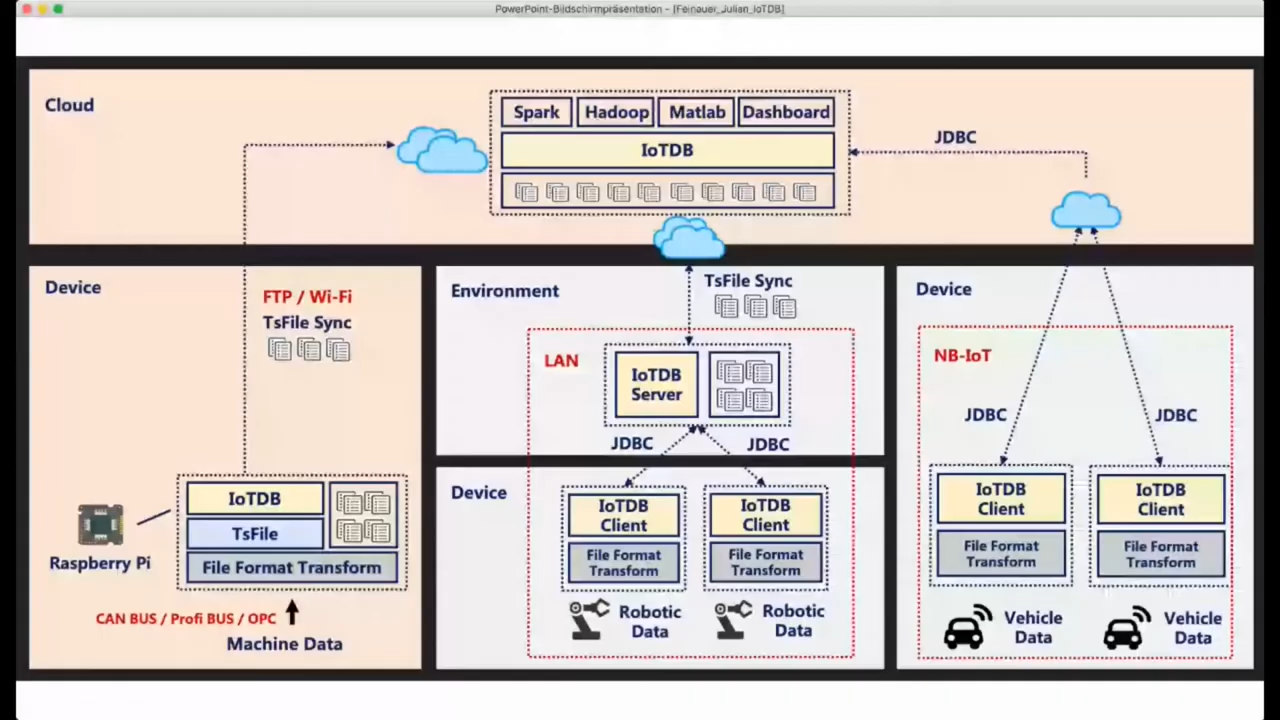 PowerPoint-Bildschirmpräsentation - [Feinauer_Julian_IoTDB]
Cloud
Spark
Hadoop
Matlab
Dashboard
IoTDB
JDBC
Device
FTP / Wi-Fi
TsFile Sync
IoTDB
TsFile
File Format Transform
Raspberry Pi
CAN BUS / Profi BUS / OPC
Machine Data
Environment
TsFile Sync
LAN
IoTDB
Server
JDBC
JDBC
Device
IoTDB
Client
File Format
Transform
Robotic
Data
IoTDB
Client
File Format
Transform
Robotic
Data
Device
NB-IoT
JDBC
JDBC
IoTDB
Client
File Format
Transform
Vehicle
Data
IoTDB
Client
File Format
Transform
Vehicle
Data